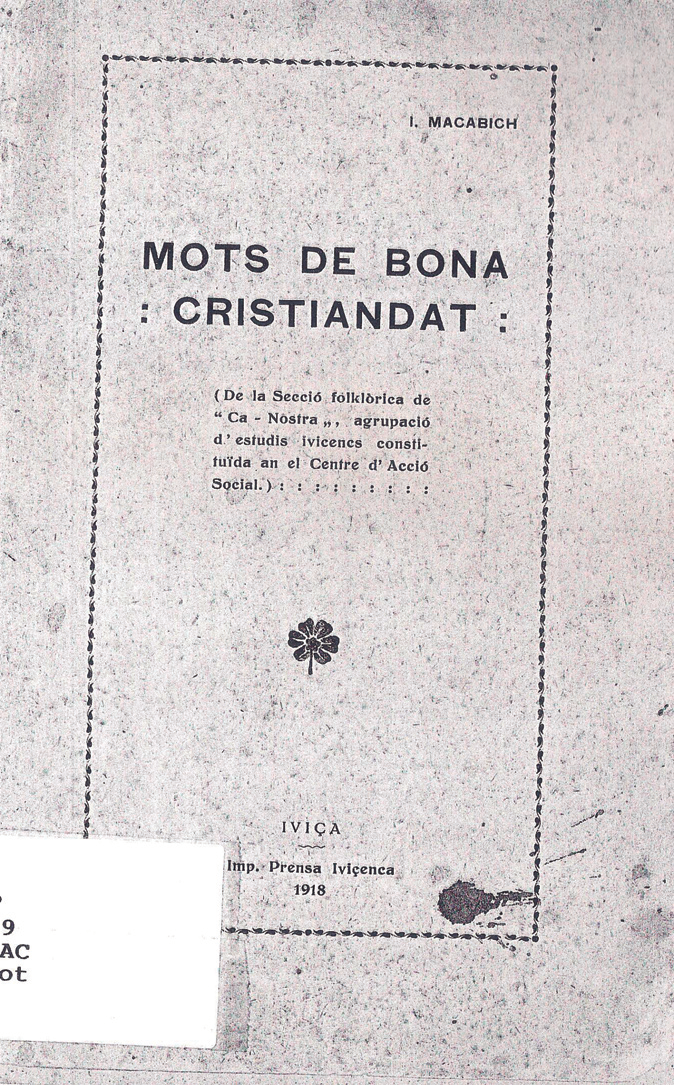 I. MACABICH
MOTS DE BONA
: CRISTIANDAT :
(De la Secció folklòrica de
“ Ca - Nostra „, agrupació
d' estudis ivicencs consti-
tuïda an el Centre d' Acció
Social.) : : : : : : : : :
IVIÇA
Imp. Prensa Iviçenca
1918
9
AC
ot